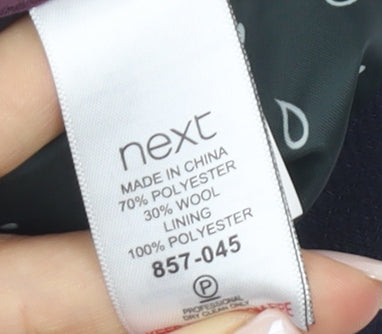 next
MADE IN CHINA
70% POLYESTER
30% WOOL
LINING
100% POLYESTER
857-045
P
PROFESSIONAL
DRY CLEAN ONLY